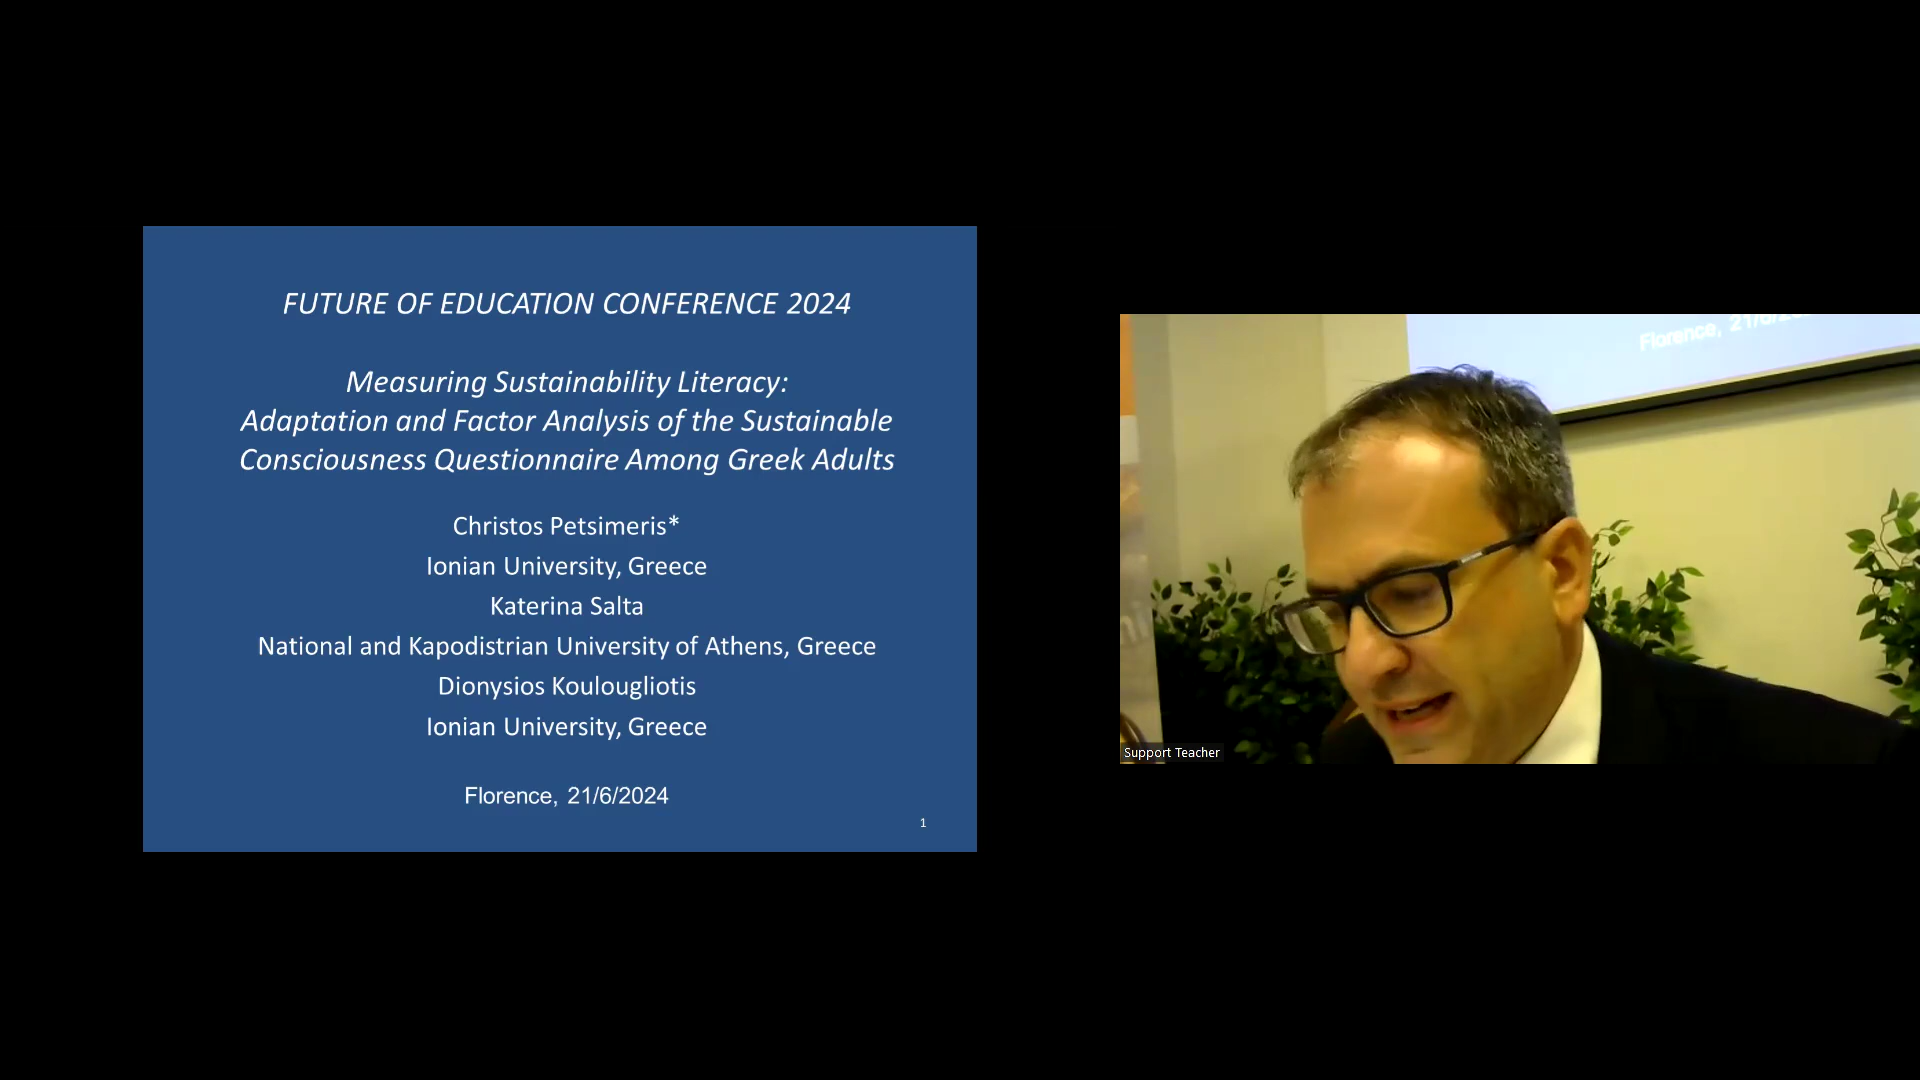 FUTURE OF EDUCATION CONFERENCE 2024
Measuring Sustainability Literacy:
Adaptation and Factor Analysis of the Sustainable
Consciousness Questionnaire Among Greek Adults
Christos Petsimeris*
Ionian University, Greece
Katerina Salta
National and Kapodistrian University of Athens, Greece
Dionysios Koulougliotis
Ionian University, Greece
Florence, 21/6/2024
1
Florence,
Support Teacher